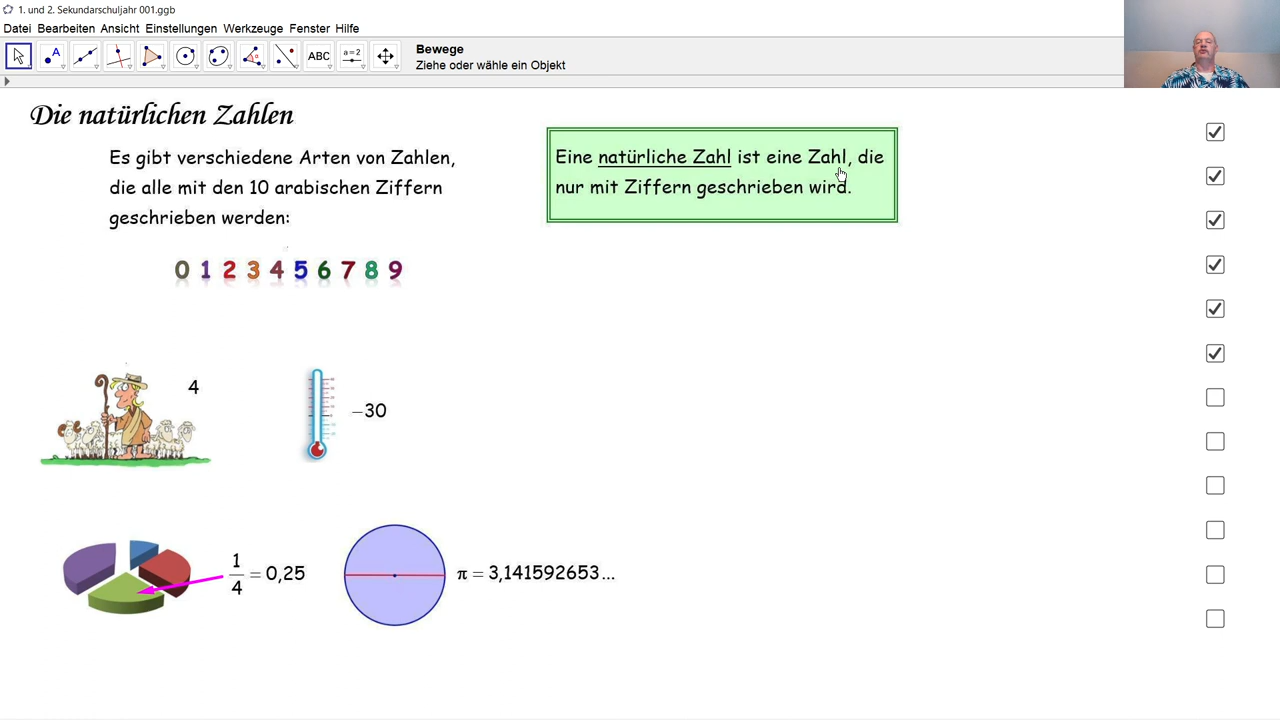 1. und 2. Sekundarschuljahr 001.ggb
Datei Bearbeiten Ansicht Einstellungen Werkzeuge Fenster Hilfe
A
ABC
a=2
Bewege
Ziehe oder wähle ein Objekt
Die natürlichen Zahlen
Es gibt verschiedene Arten von Zahlen,
die alle mit den 10 arabischen Ziffern
geschrieben werden:
0 1 2 3 4 5 6 7 8 9
Eine natürliche Zahl ist eine Zahl, die
nur mit Ziffern geschrieben wird.
4
−30
1/4 = 0,25
π = 3,141592653...